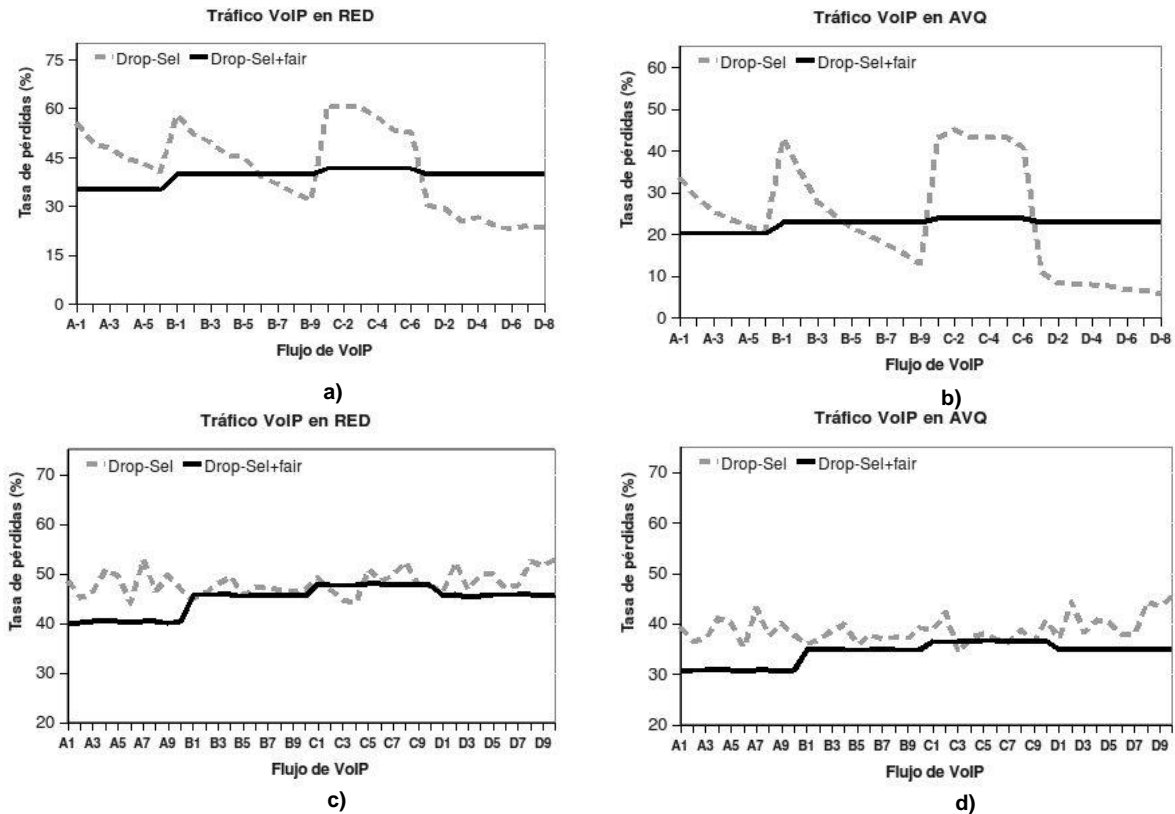 Tráfico VoIP en RED
Drop-Sel Drop-Sel+fair
Tasa de pérdidas (%)
75
60
45
30
15
0
A-1 A-3 A-5 B-1 B-3 B-5 B-7 B-9 C-2 C-4 C-6 D-2 D-4 D-6 D-8
Flujo de VoIP
a)
Tráfico VoIP en AVQ
Drop-Sel Drop-Sel+fair
Tasa de pérdidas (%)
60
50
40
30
20
10
0
A-1 A-3 A-5 B-1 B-3 B-5 B-7 B-9 C-2 C-4 C-6 D-2 D-4 D-6 D-8
Flujo de VoIP
b)
Tráfico VoIP en RED
Drop-Sel Drop-Sel+fair
Tasa de pérdidas (%)
70
60
50
40
30
20
A1 A3 A5 A7 A9 B1 B3 B5 B7 B9 C1 C3 C5 C7 C9 D1 D3 D5 D7 D9
Flujo de VoIP
c)
Tráfico VoIP en AVQ
Drop-Sel Drop-Sel+fair
Tasa de pérdidas (%)
70
60
50
40
30
20
A1 A3 A5 A7 A9 B1 B3 B5 B7 B9 C1 C3 C5 C7 C9 D1 D3 D5 D7 D9
Flujo de VoIP
d)